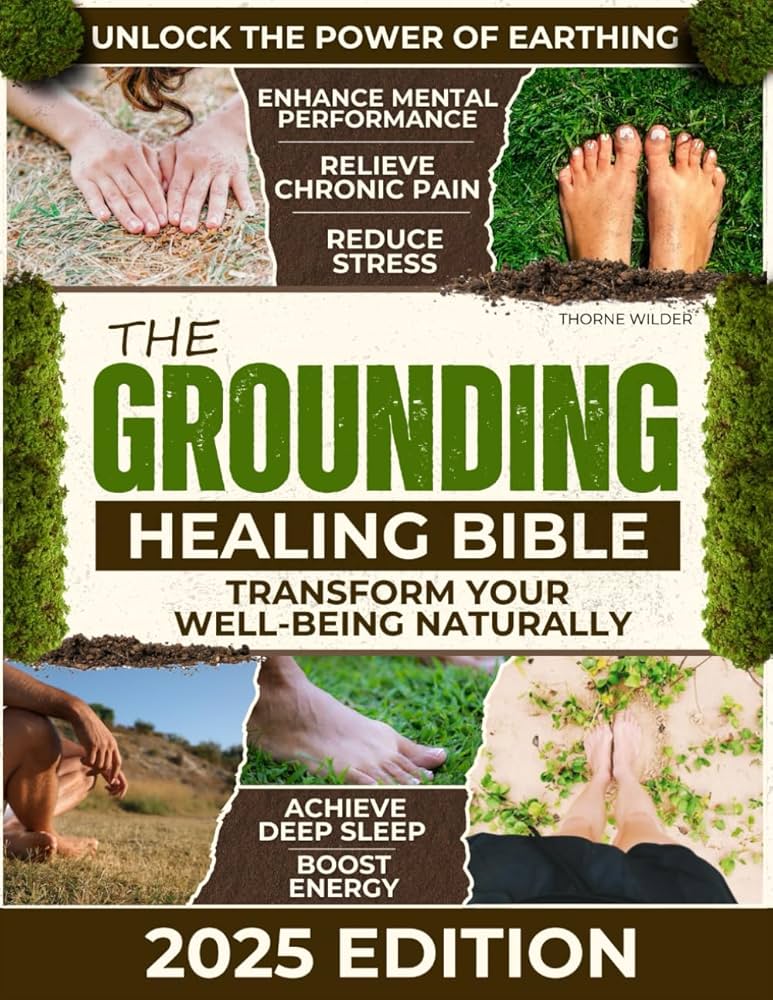 UNLOCK THE POWER OF EARTHING
ENHANCE MENTAL
PERFORMANCE
RELIEVE
CHRONIC PAIN
REDUCE
STRESS
THORNE WILDER
THE
GROUNDING
HEALING BIBLE
TRANSFORM YOUR
WELL-BEING NATURALLY
ACHIEVE
DEEP SLEEP
BOOST
ENERGY
2025 EDITION